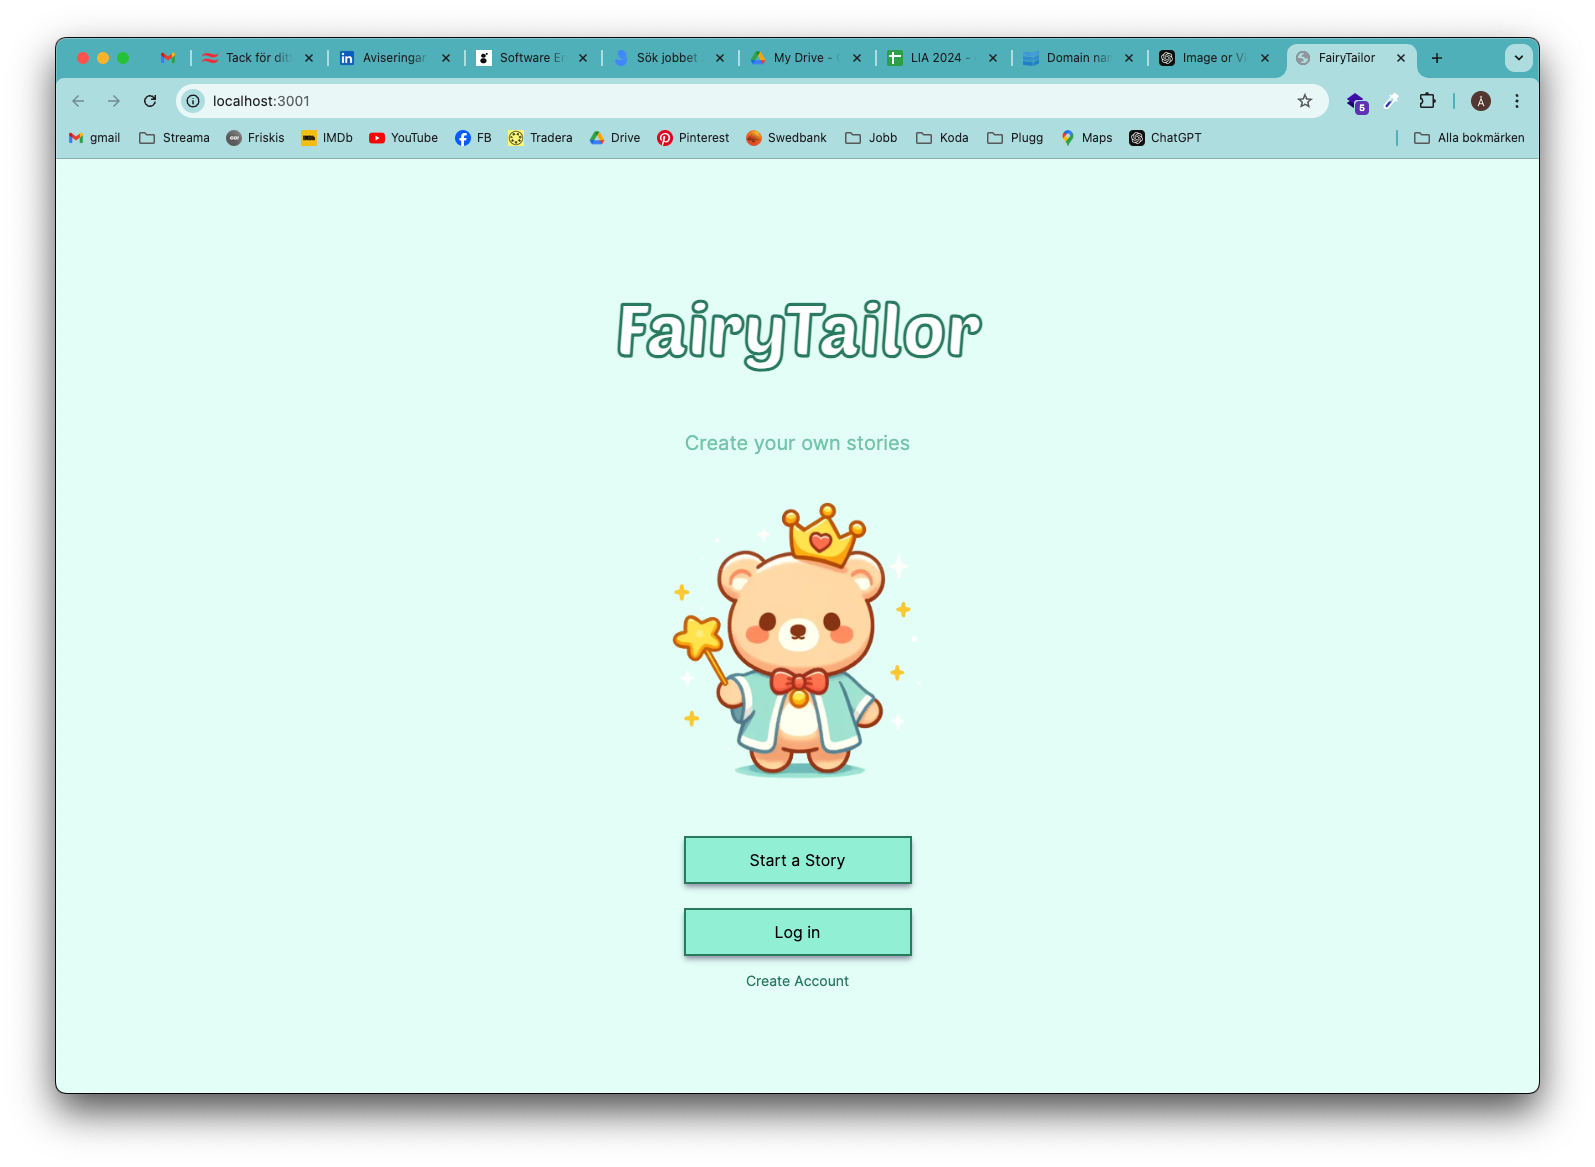 Tack för dit
Aviseringar
Software En
Sök jobbet
My Drive -
LIA 2024 -
Domain nar
Image or Vi
FairyTailor
localhost:3001
5
Å
gmail
Streama
Friskis
IMDb
YouTube
FB
Tradera
Drive
Pinterest
Swedbank
Jobb
Koda
Plugg
Maps
ChatGPT
Alla bokmärken
FairyTailor
Create your own stories
Start a Story
Log in
Create Account